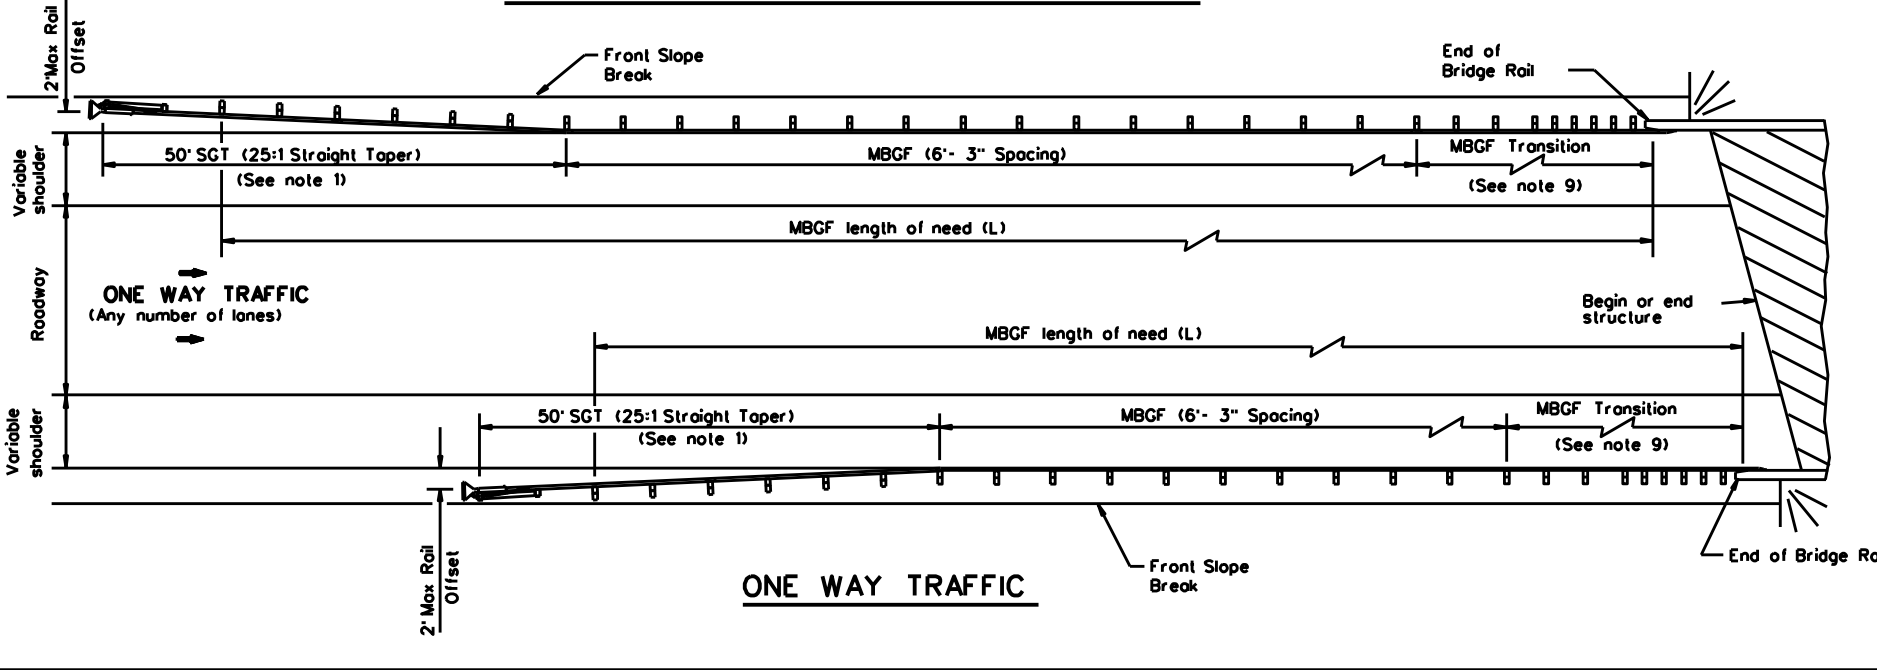 2'Max Rail
Offset
Front Slope
Break
End of
Bridge Rail
50' SGT (25:1 Straight Taper)
(See note 1)
MBGF (6'- 3" Spacing)
MBGF Transition
(See note 9)
Variable
shoulder
MBGF length of need (L)
Roadway
ONE WAY TRAFFIC
(Any number of lanes)
Begin or end
structure
MBGF length of need (L)
Variable
shoulder
50' SGT (25:1 Straight Taper)
(See note 1)
MBGF (6'- 3" Spacing)
MBGF Transition
(See note 9)
2' Max Rail
Offset
Front Slope
Break
End of Bridge Ra
ONE WAY TRAFFIC